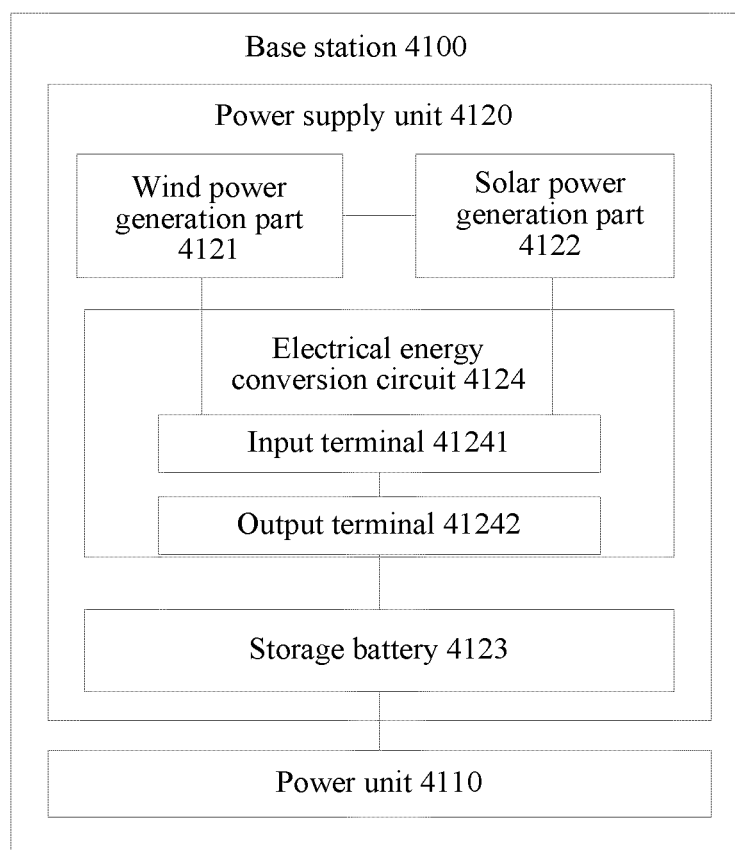 Base station 4100
Power supply unit 4120
Wind power
generation part
4121
Solar power
generation part
4122
Electrical energy
conversion circuit 4124
Input terminal 41241
Output terminal 41242
Storage battery 4123
Power unit 4110